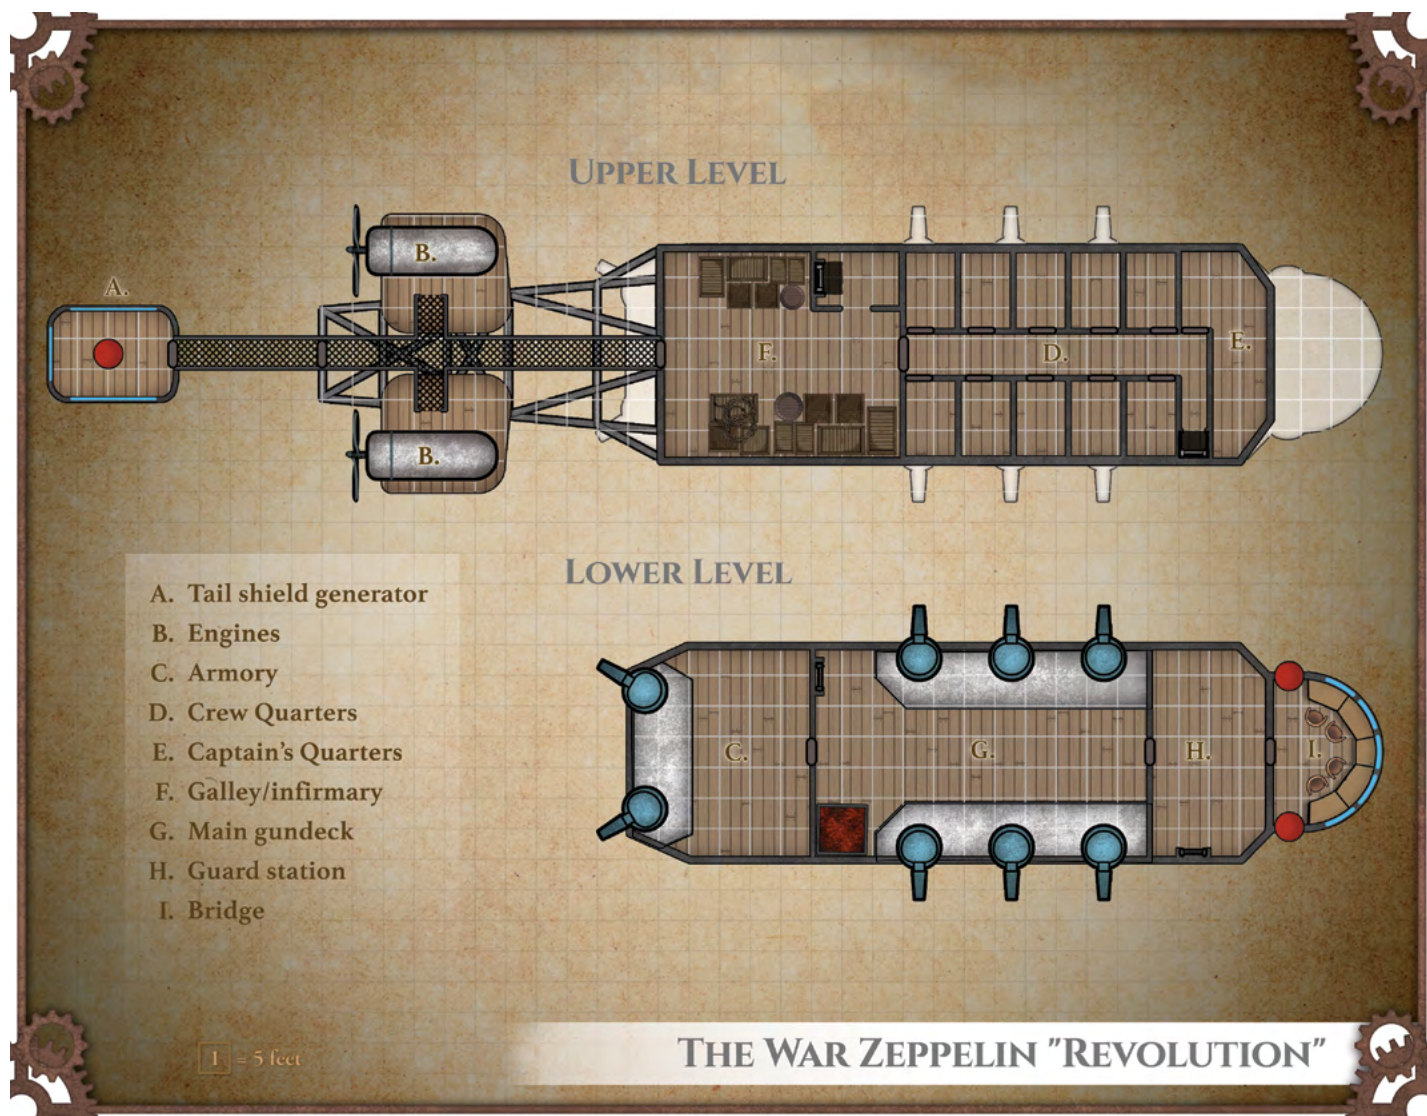 UPPER LEVEL
A.
B.
B.
F.
D.
E.
LOWER LEVEL
A. Tail shield generator
B. Engines
C. Armory
D. Crew Quarters
E. Captain's Quarters
F. Galley/infirmary
G. Main gundeck
H. Guard station
I. Bridge
C.
G.
H.
I.
1 = 5 feet
THE WAR ZEPPELIN "REVOLUTION"